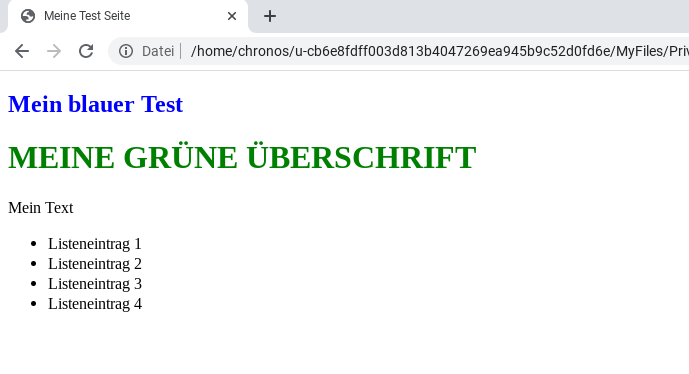 Meine Test Seite
Datei /home/chronos/u-cb6e8fdff003d813b4047269ea945b9c52d0fd6e/MyFiles/Priv
Mein blauer Test
MEINE GRÜNE ÜBERSCHRIFT
Mein Text
Listeneintrag 1
Listeneintrag 2
Listeneintrag 3
Listeneintrag 4